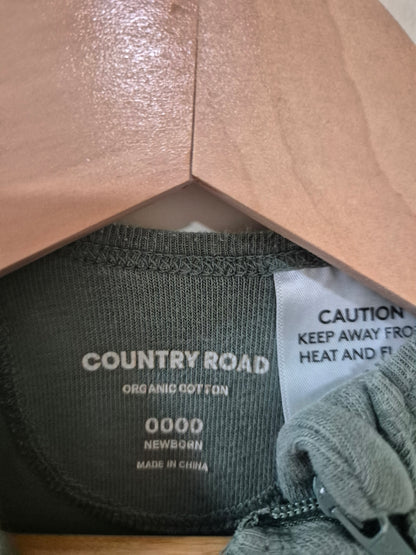 COUNTRY ROAD
ORGANIC COTTON
0000
NEWBORN
MADE IN CHINA
CAUTION
KEEP AWAY FRO
HEAT AND FL